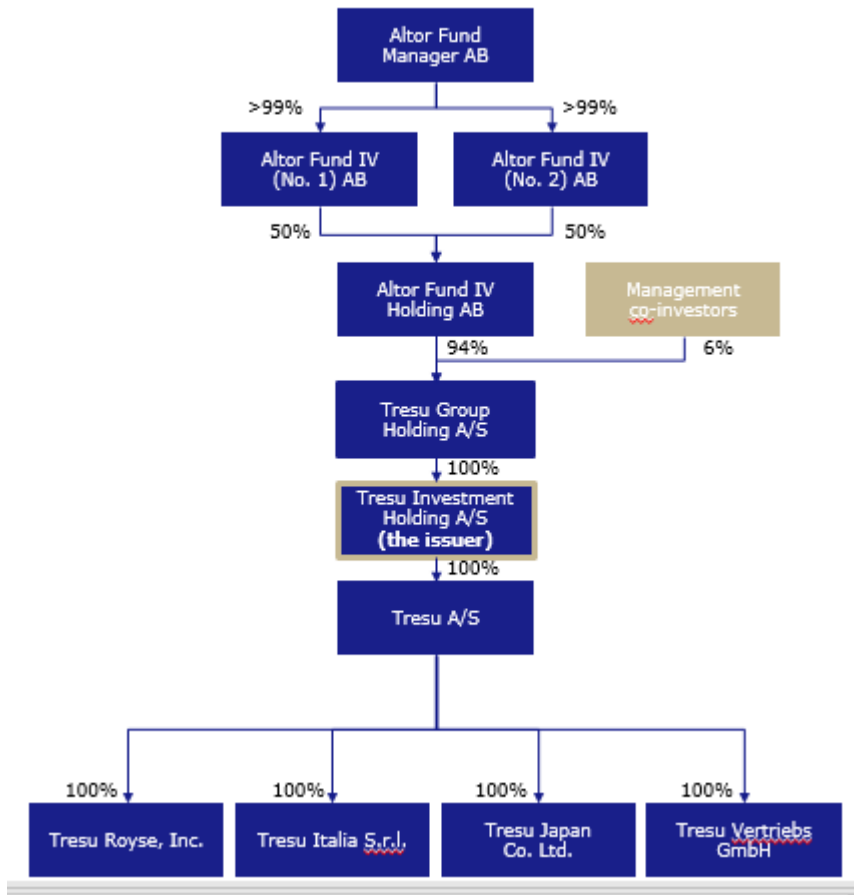 Altor Fund
Manager AB
>99%
>99%
Altor Fund IV
(No. 1) AB
Altor Fund IV
(No. 2) AB
50%
50%
Altor Fund IV
Holding AB
Management
co-investors
94%
6%
Tresu Group
Holding A/S
100%
Tresu Investment
Holding A/S
(the issuer)
100%
Tresu A/S
100%
100%
100%
100%
Tresu Royse, Inc.
Tresu Italia S.r.l.
Tresu Japan
Co. Ltd.
Tresu Vertriebs
GmbH